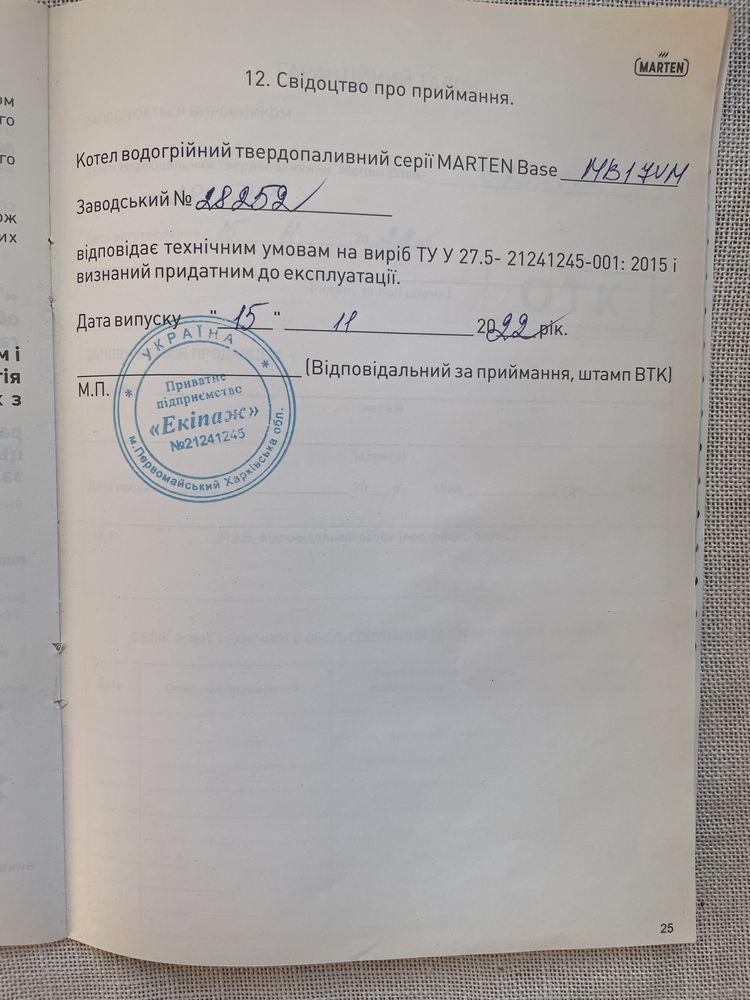 MARTEN
12. Свідоцтво про приймання.
Котел водогрійний твердопаливний серії MARTEN Base МВ17VM
Заводський № 28252
відповідає технічним умовам на виріб ТУ У 27.5- 21241245-001: 2015 і
визнаний придатним до експлуатації.
Дата випуску "15" 11 2022 рік.
(Відповідальний за приймання, штамп ВТК)
М.П.
* УКРАЇНА *
Приватне
підприємство
«Екіпаж»
№21241245
м.Первомайський Харківська обл.
25